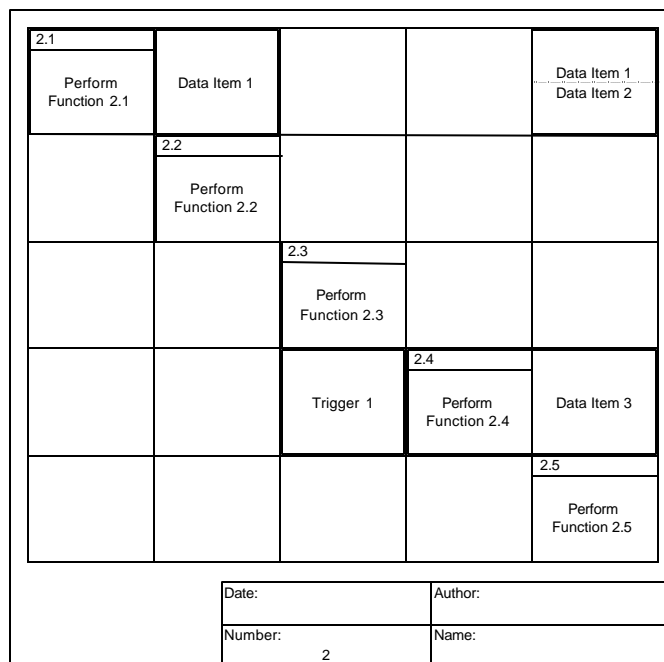 2.1
Perform
Function 2.1
Data Item 1
Data Item 1
Data Item 2
2.2
Perform
Function 2.2
2.3
Perform
Function 2.3
Trigger 1
2.4
Perform
Function 2.4
Data Item 3
2.5
Perform
Function 2.5
Date:
Author:
Number:
2
Name: